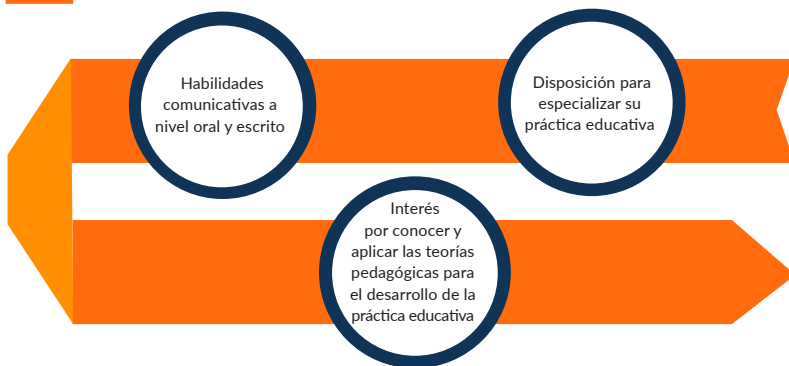 Habilidades
comunicativas a
nivel oral y escrito
Disposición para
especializar su
práctica educativa
Interés
por conocer y
aplicar las teorías
pedagógicas para
el desarrollo de la
práctica educativa